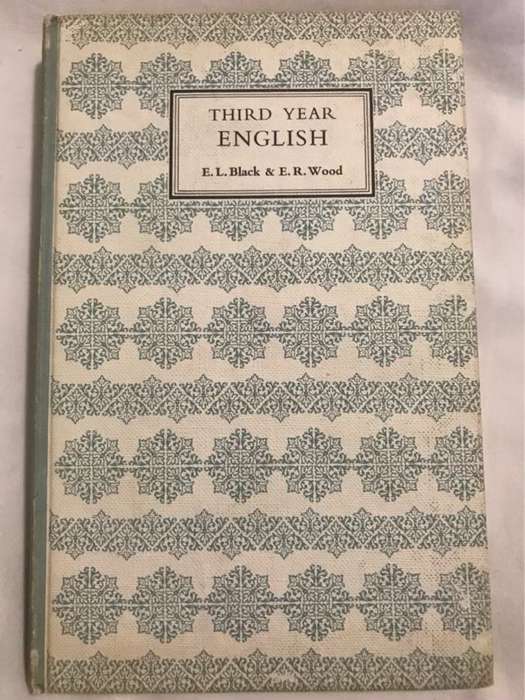 THIRD YEAR
ENGLISH
E. L. Black & E. R. Wood